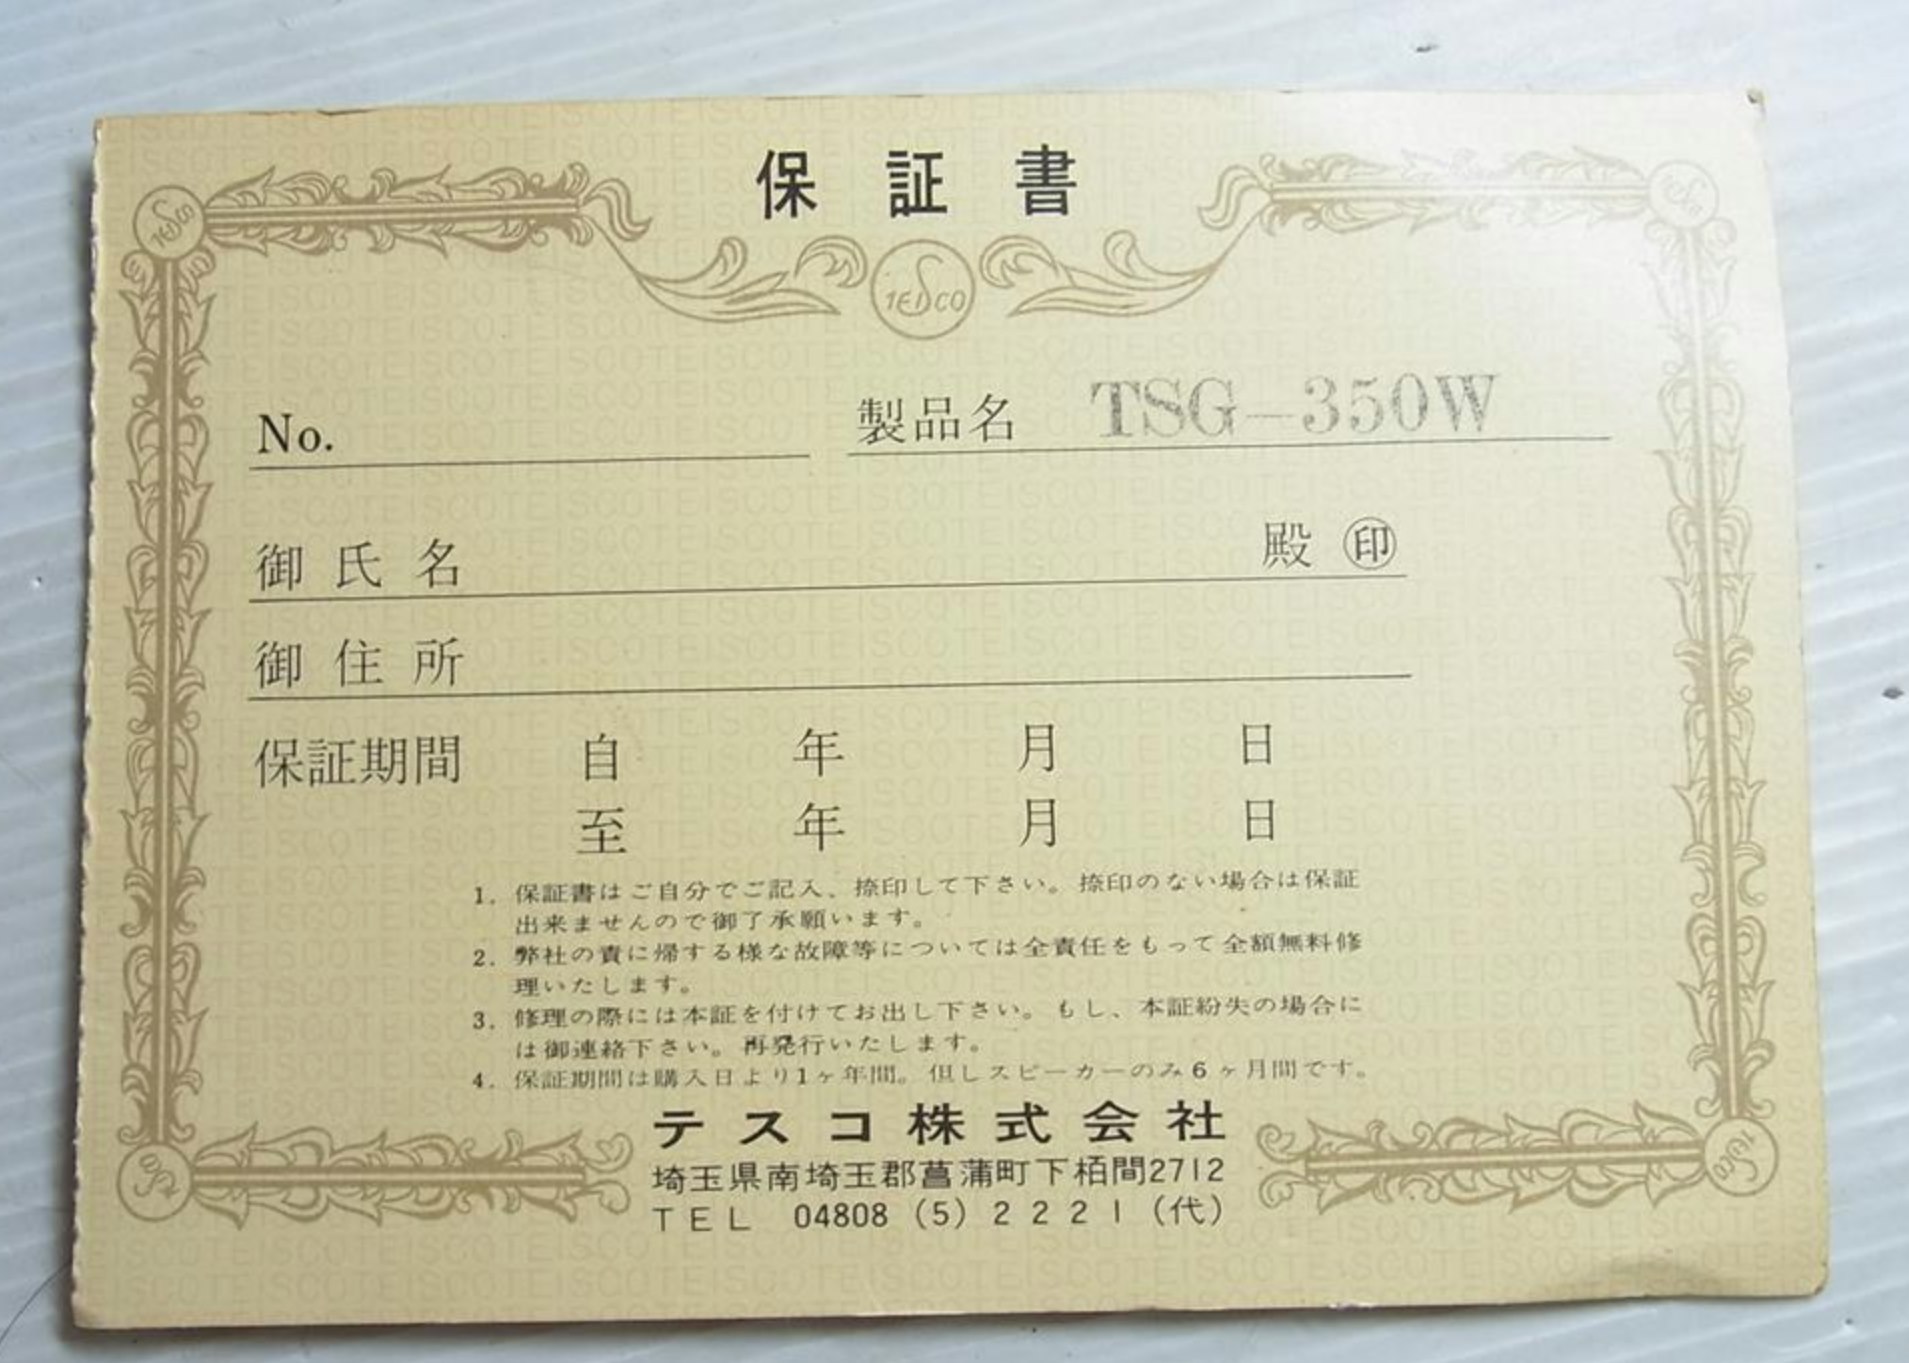 保証書
TEISCO
No. 製品名 TSG-350W
御氏名 殿 ㊞
御住所
保証期間 自 年 月 日
至 年 月 日
1. 保証書はご自分でご記入、捺印して下さい。捺印のない場合は保証
出来ませんので御了承願います。
2. 弊社の責に帰する様な故障等については全責任をもって全額無料修
理いたします。
3. 修理の際には本証を付けてお出し下さい。もし、本証紛失の場合に
は御連絡下さい。再発行いたします。
4. 保証期間は購入日より1ヶ年間。但しスピーカーのみ6ヶ月間です。
テスコ株式会社
埼玉県南埼玉郡菖蒲町下栢間2712
TEL 04808(5)2221(代)